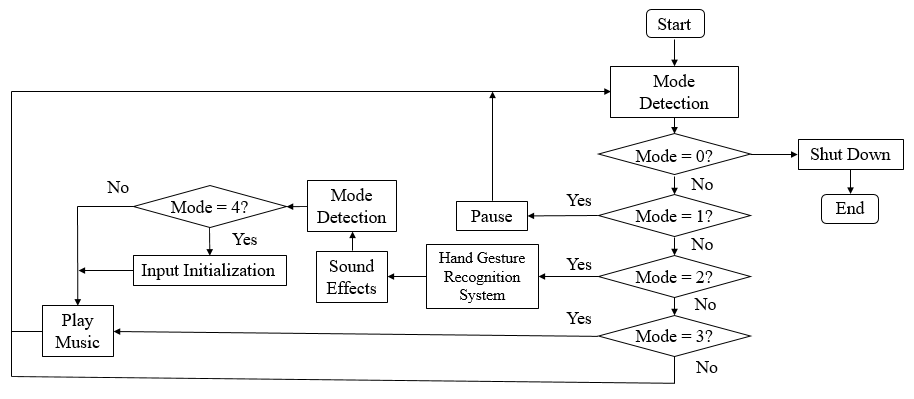 Start
Mode
Detection
Mode = 0?
Shut Down
End
No
Mode = 1?
Yes
Pause
No
Mode = 2?
Yes
Hand Gesture
Recognition
System
Sound
Effects
Mode
Detection
Mode = 4?
No
Yes
Input Initialization
No
Mode = 3?
Yes
Play
Music
No